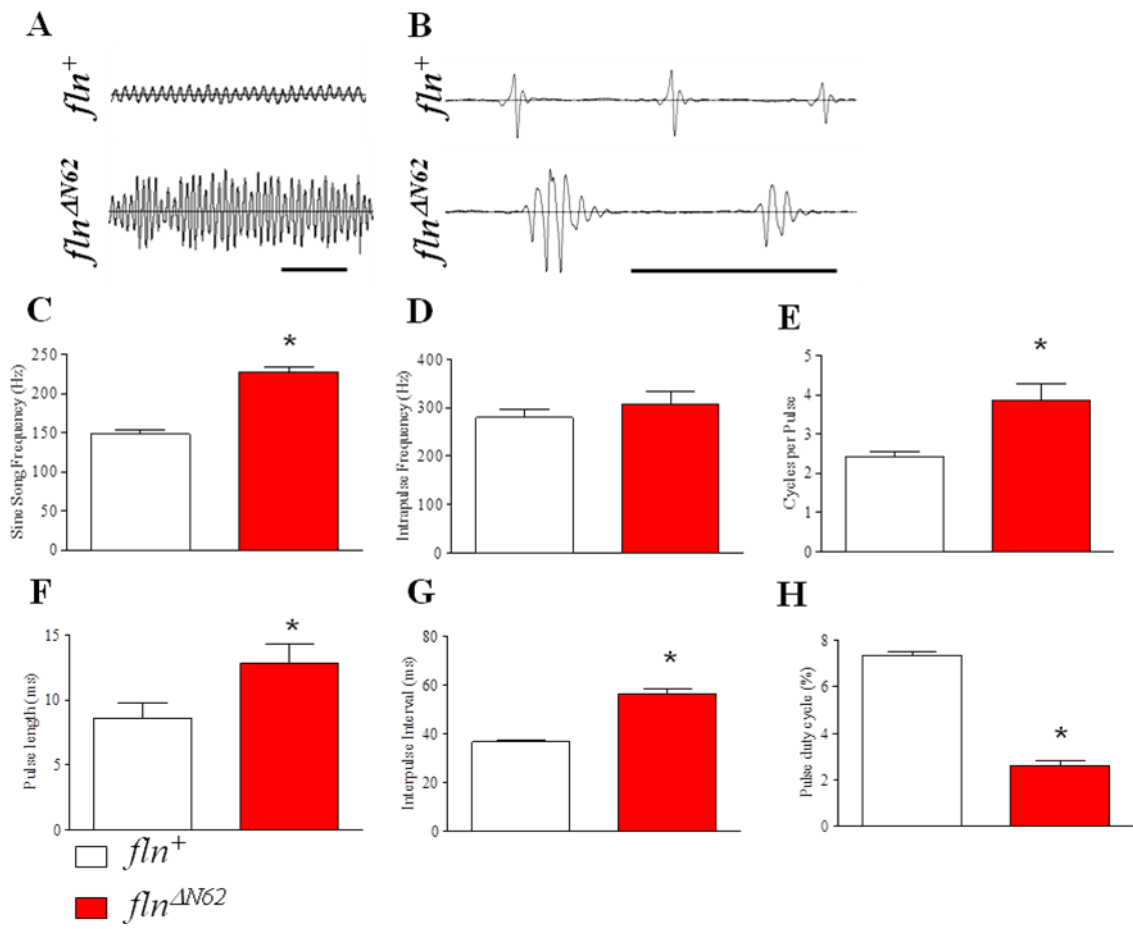 A
B
fln+
fln+
flnΔN62
flnΔN62
C
D
E
*
*
Sine Song Frequency (Hz)
250
200
150
100
50
0
Intrapulse Frequency (Hz)
400
300
200
100
0
Cycles per Pulse
5
4
3
2
1
0
F
G
H
*
*
*
Pulse length (ms)
15
10
5
0
Interpulse Interval (ms)
80
60
40
20
0
Pulse duty cycle (%)
8
6
4
2
0
fln+
flnΔN62